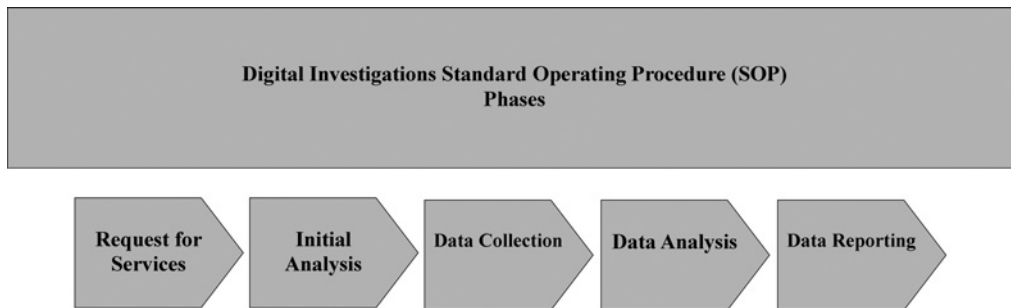 Digital Investigations Standard Operating Procedure (SOP)
Phases
Request for
Services
Initial
Analysis
Data Collection
Data Analysis
Data Reporting